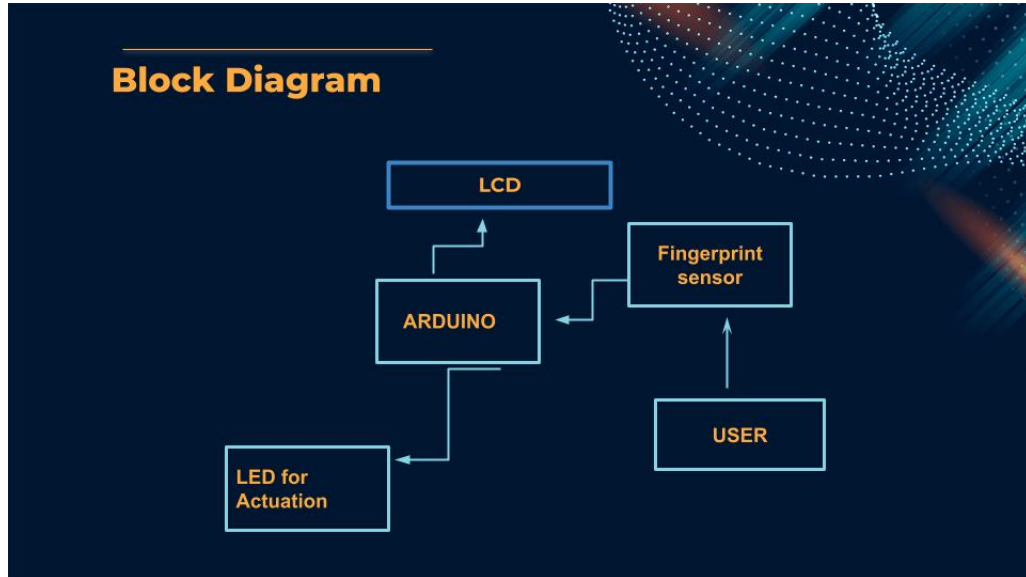 Block Diagram
LCD
Fingerprint
sensor
ARDUINO
USER
LED for
Actuation